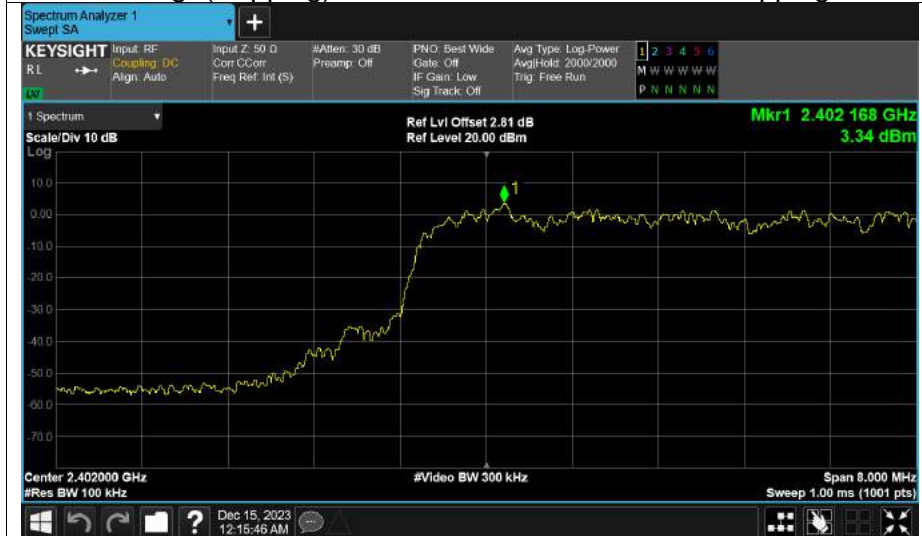 Spectrum Analyzer 1
Swept SA
+
KEYSIGHT Input: RF Input Z: 50 Ω #Atten: 30 dB PNO: Best Wide Avg Type: Log-Power 1 2 3 4 5 6
RL Coupling: DC Corr CCorr Preamp: Off Gate: Off Avg|Hold: 2000/2000 M W W W W W
Align: Auto Freq Ref: Int (S) IF Gain: Low Trig: Free Run
Sig Track: Off P N N N N N
LXI
1 Spectrum Ref Lvl Offset 2.81 dB Mkr1 2.402 168 GHz
Scale/Div 10 dB Ref Level 20.00 dBm 3.34 dBm
Log
10.0
1
0.00
-10.0
-20.0
-30.0
-40.0
-50.0
-60.0
-70.0
Center 2.402000 GHz #Video BW 300 kHz Span 8.000 MHz
#Res BW 100 kHz Sweep 1.00 ms (1001 pts)
? Dec 15, 2023
12:15:46 AM